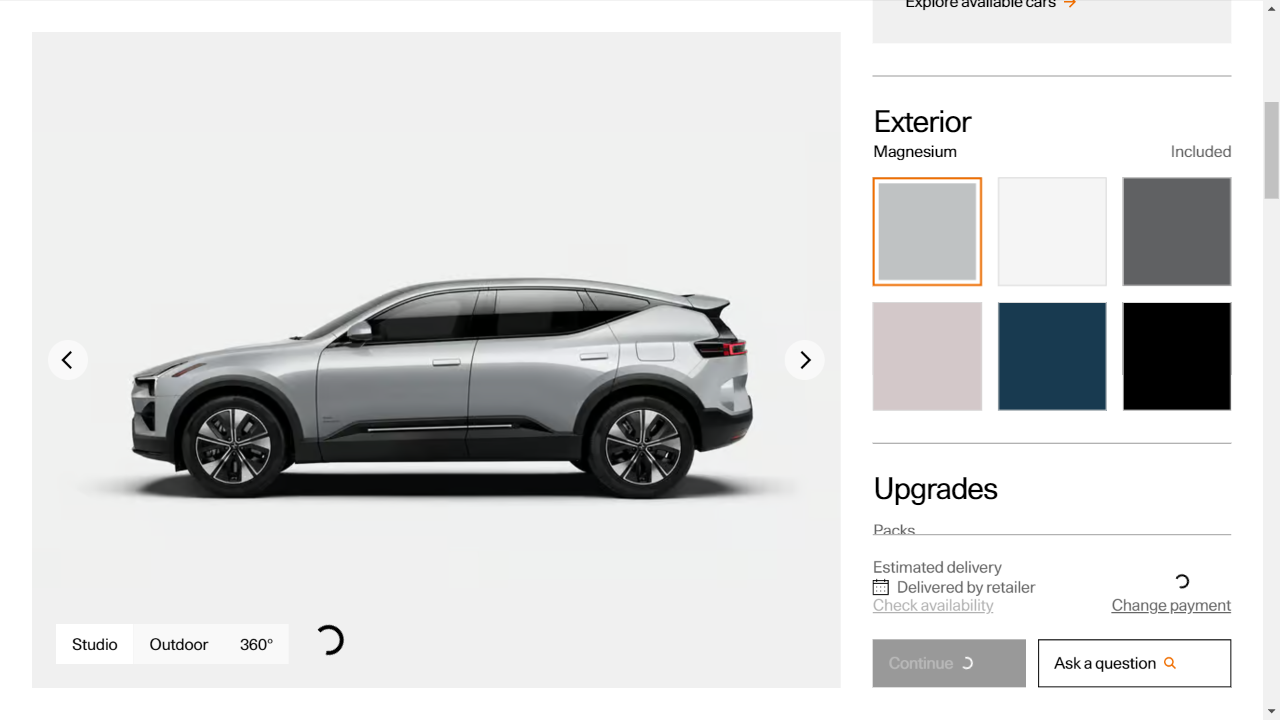 Explore available cars
Exterior
Magnesium
Included
Upgrades
Packs
Estimated delivery
Delivered by retailer
Check availability
Change payment
Studio
Outdoor
360°
Continue
Ask a question